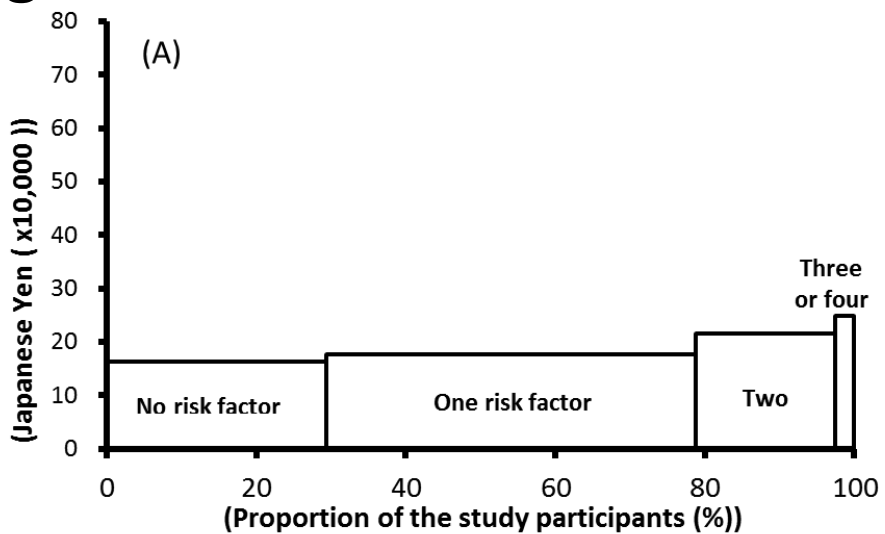 80
(A)
70
60
50
40
30
20
10
0
(Japanese Yen ( x10,000 ))
Three
or four
No risk factor
One risk factor
Two
0 20 40 60 80 100
(Proportion of the study participants (%))